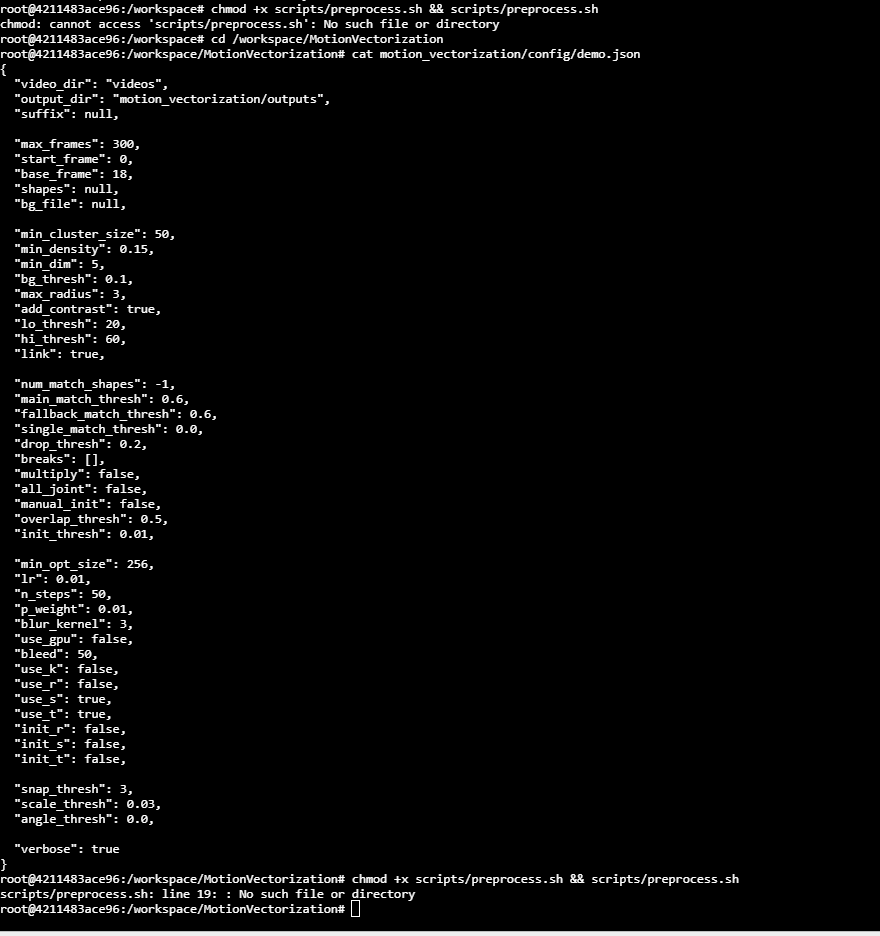 root@4211483ace96:/workspace# chmod +x scripts/preprocess.sh && scripts/preprocess.sh
chmod: cannot access 'scripts/preprocess.sh': No such file or directory
root@4211483ace96:/workspace# cd /workspace/MotionVectorization
root@4211483ace96:/workspace/MotionVectorization# cat motion_vectorization/config/demo.json
{
  "video_dir": "videos",
  "output_dir": "motion_vectorization/outputs",
  "suffix": null,

  "max_frames": 300,
  "start_frame": 0,
  "base_frame": 18,
  "shapes": null,
  "bg_file": null,

  "min_cluster_size": 50,
  "min_density": 0.15,
  "min_dim": 5,
  "bg_thresh": 0.1,
  "max_radius": 3,
  "add_contrast": true,
  "lo_thresh": 20,
  "hi_thresh": 60,
  "link": true,

  "num_match_shapes": -1,
  "main_match_thresh": 0.6,
  "fallback_match_thresh": 0.6,
  "single_match_thresh": 0.0,
  "drop_thresh": 0.2,
  "breaks": [],
  "multiply": false,
  "all_joint": false,
  "manual_init": false,
  "overlap_thresh": 0.5,
  "init_thresh": 0.01,

  "min_opt_size": 256,
  "lr": 0.01,
  "n_steps": 50,
  "p_weight": 0.01,
  "blur_kernel": 3,
  "use_gpu": false,
  "bleed": 50,
  "use_k": false,
  "use_r": false,
  "use_s": true,
  "use_t": true,
  "init_r": false,
  "init_s": false,
  "init_t": false,

  "snap_thresh": 3,
  "scale_thresh": 0.03,
  "angle_thresh": 0.0,

  "verbose": true
}
root@4211483ace96:/workspace/MotionVectorization# chmod +x scripts/preprocess.sh && scripts/preprocess.sh
scripts/preprocess.sh: line 19: : No such file or directory
root@4211483ace96:/workspace/MotionVectorization#